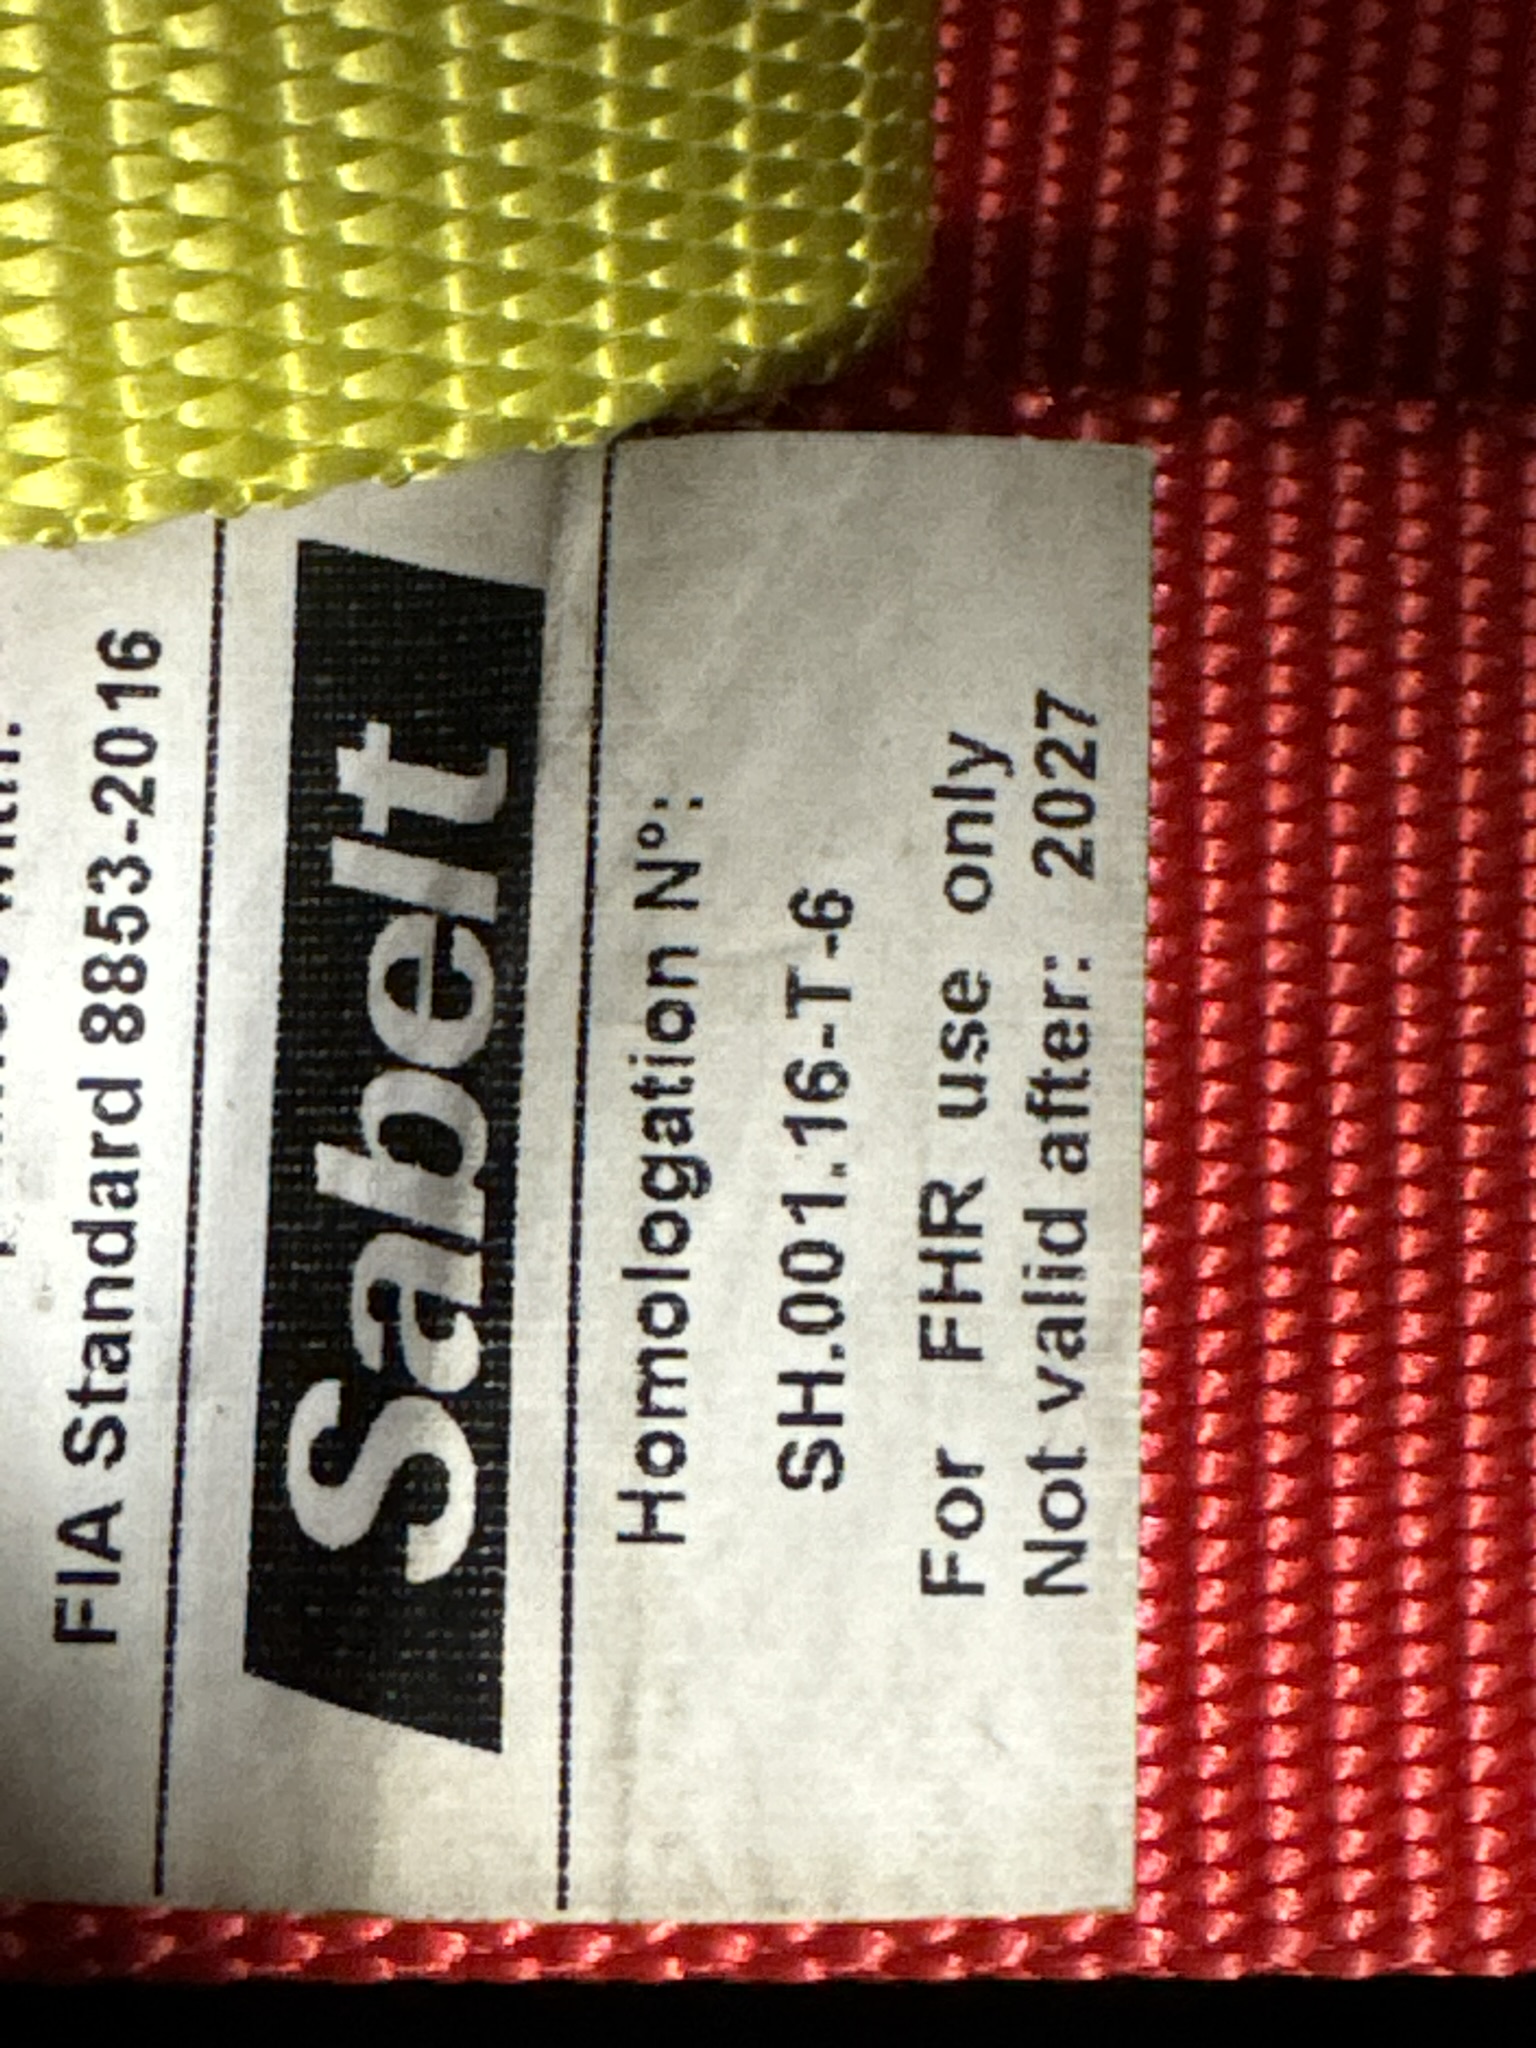 FIA Standard 8853-2016
Sabelt
Homologation N°:
SH.001.16-T-6
For FHR use only
Not valid after: 2027